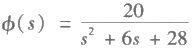 ϕ(s) = 20 / (s² + 6s + 28)